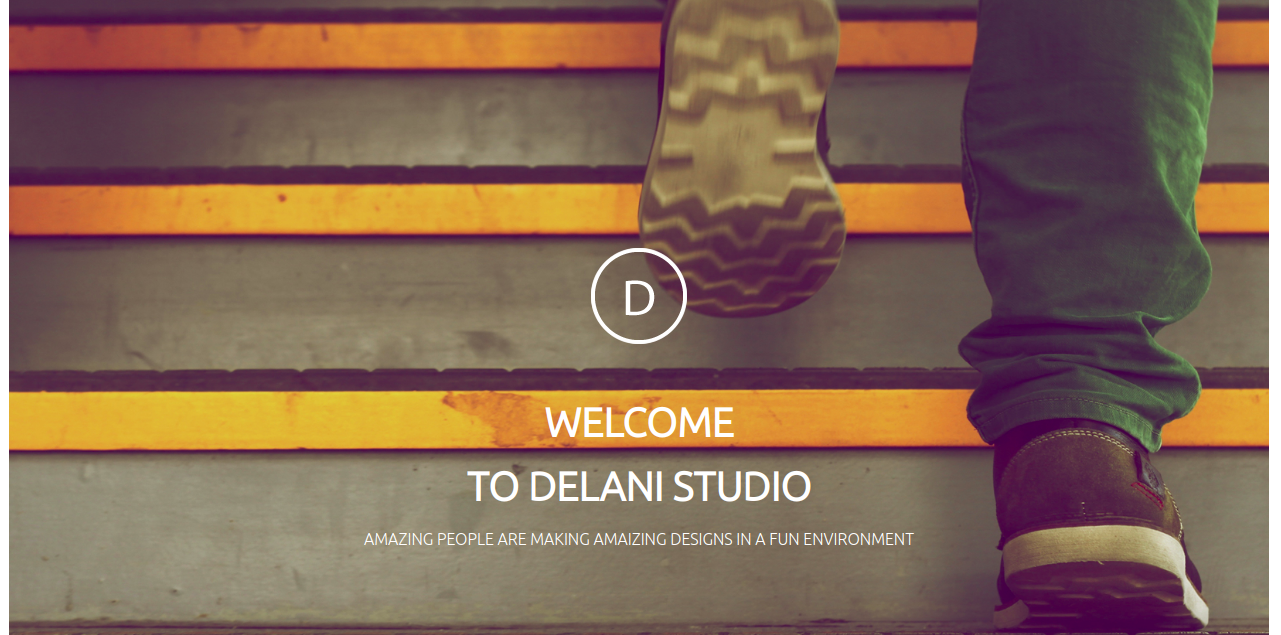 D
WELCOME
TO DELANI STUDIO
AMAZING PEOPLE ARE MAKING AMAIZING DESIGNS IN A FUN ENVIRONMENT